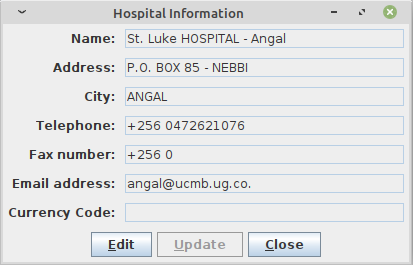 Hospital Information
Name: St. Luke HOSPITAL - Angal
Address: P.O. BOX 85 - NEBBI
City: ANGAL
Telephone: +256 0472621076
Fax number: +256 0
Email address: angal@ucmb.ug.co.
Currency Code:
Edit Update Close